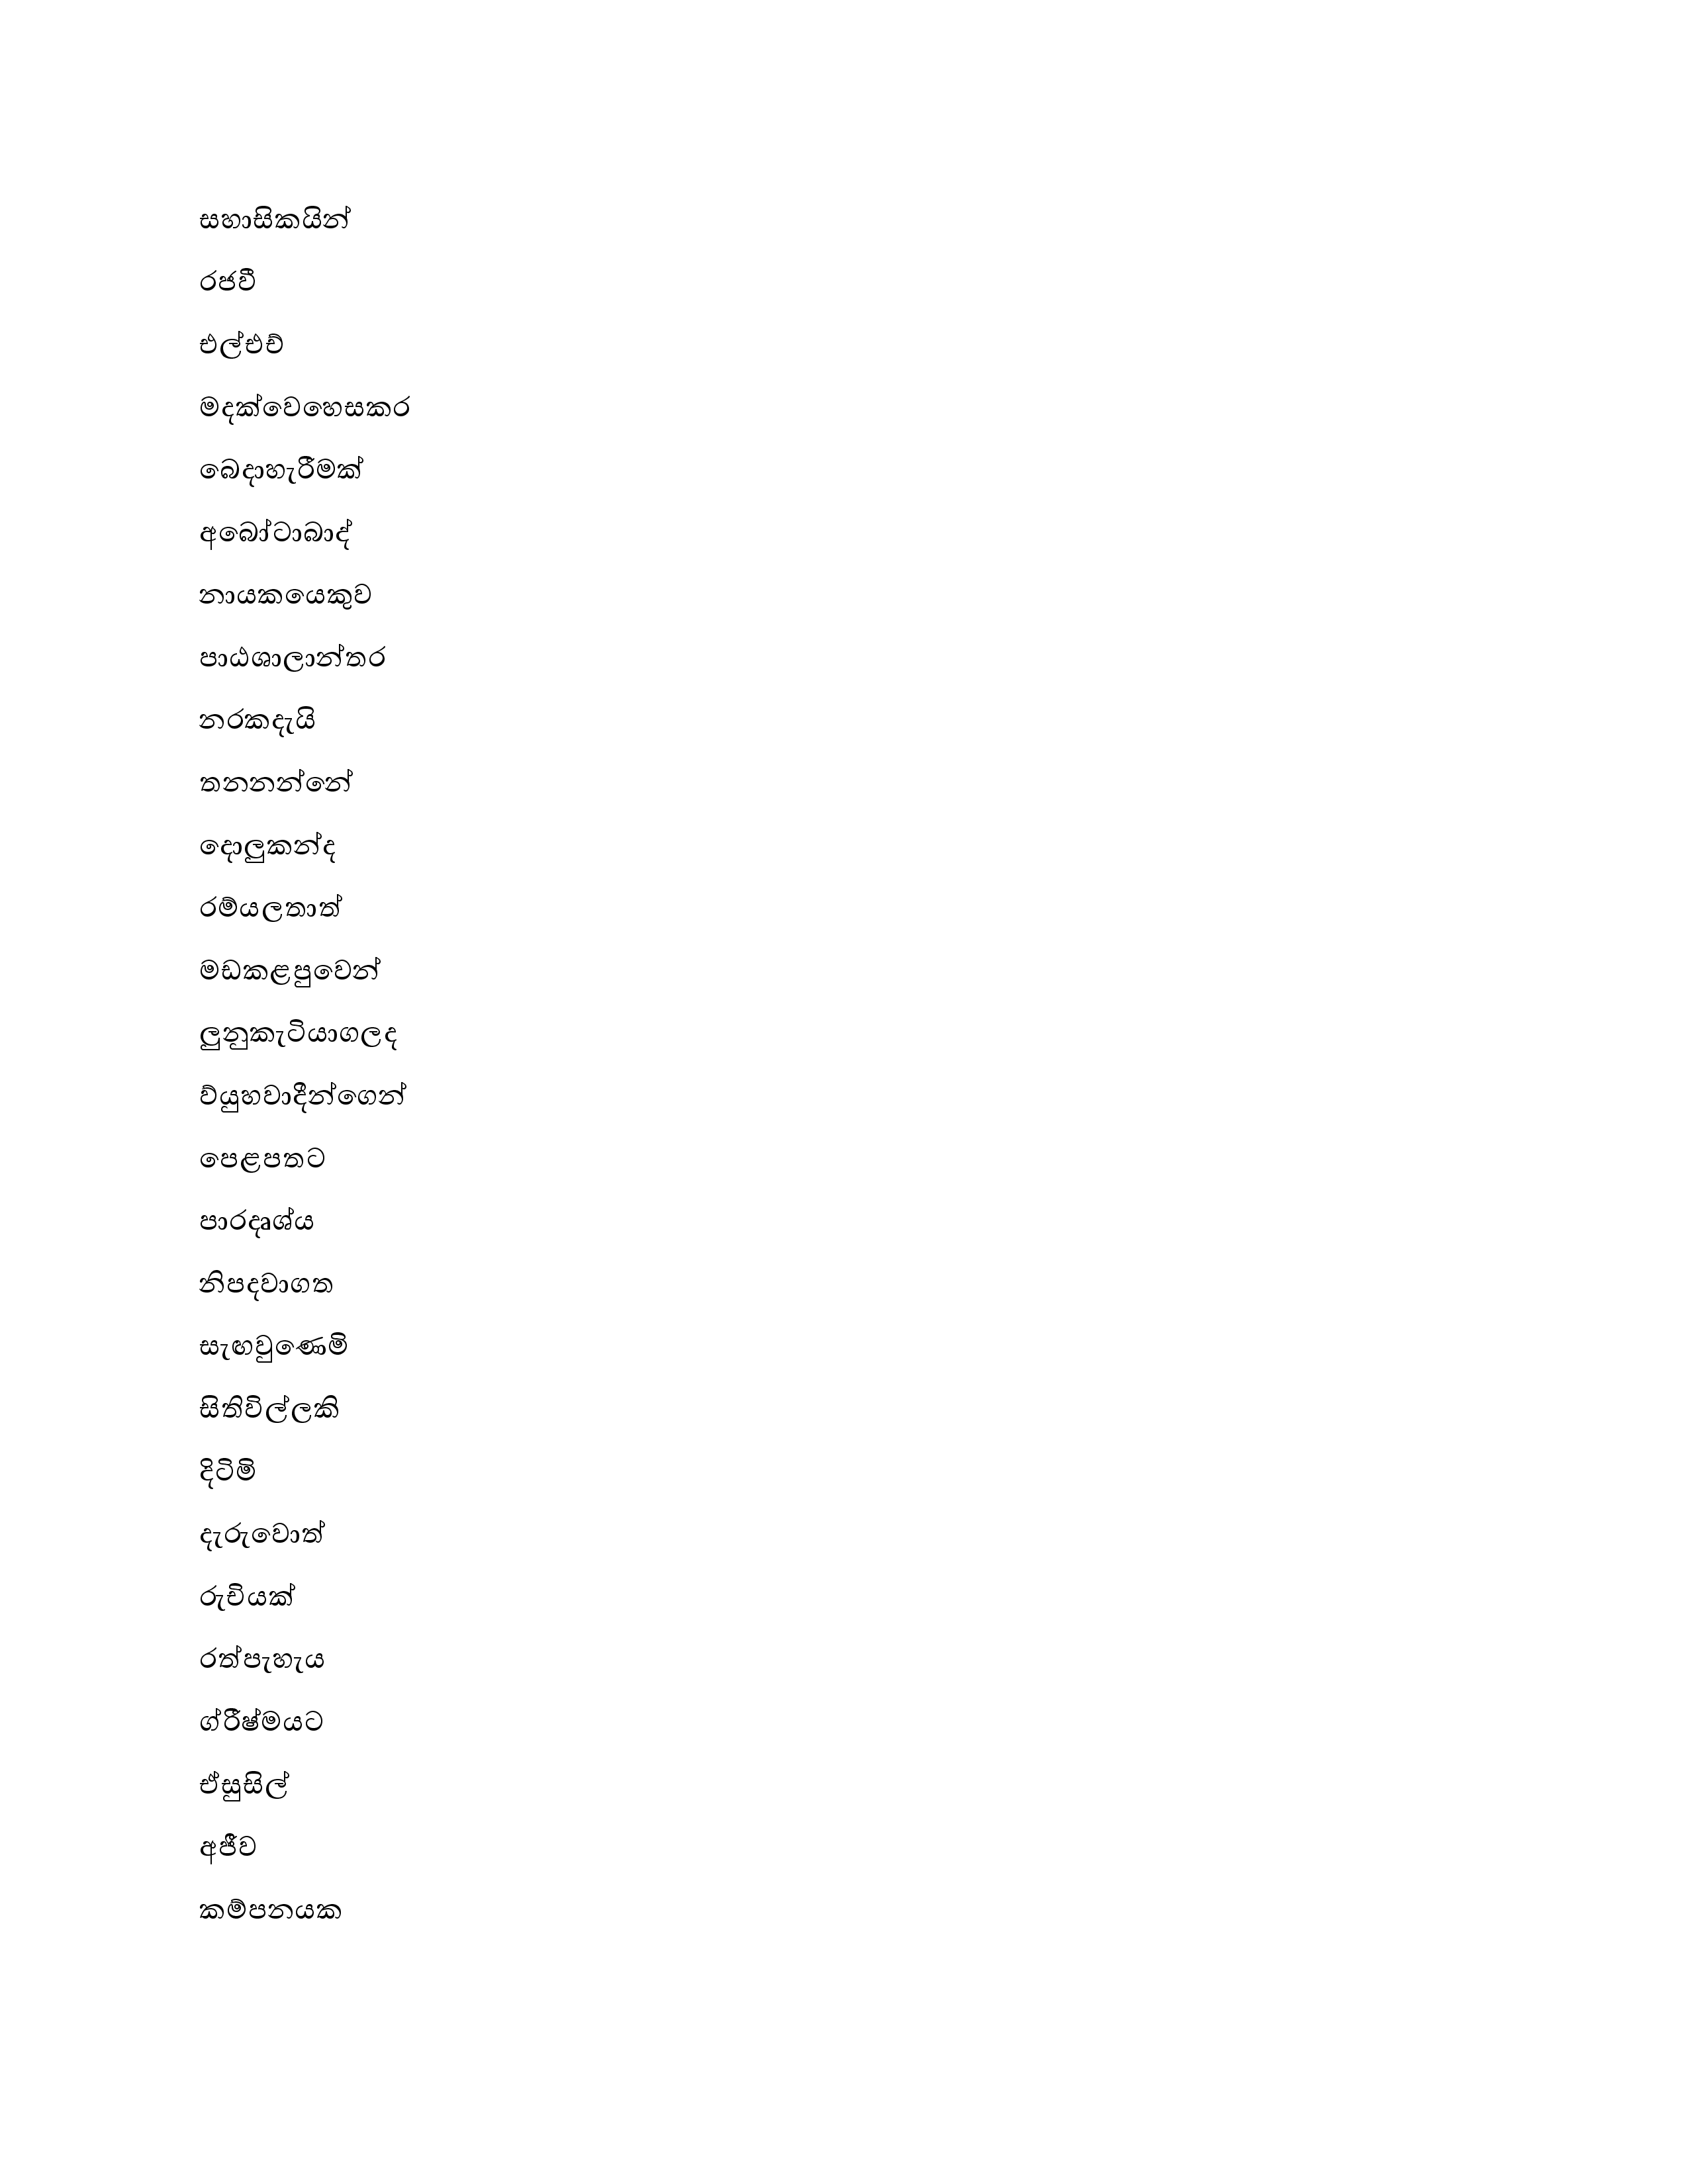 සහාසිකයින්
රජවී
එල්එච්
මදක්වෙහෙසකර
බෙදාහැරීමක්
අබෝටාබාද්
නායකයෙකුව
පාඨශාලාන්තර
නරකදැයි
තනනන්නේ
දොලුකන්ද
රම්යලතාත්
මඩකළපුවෙන්
ලුනුකැටියාගලද
ව්යුහවාදීන්ගෙන්
පෙළපතට
පාරදෘශ්ය
නිපදවාගත
සැඟවුණෙමි
සිතිවිල්ලකි
දිටිමි
දැරුවොත්
රුචියක්
රත්පැහැය
ග්රීෂ්මයට
ඒසුසිල්
අජීව
කම්පනයක